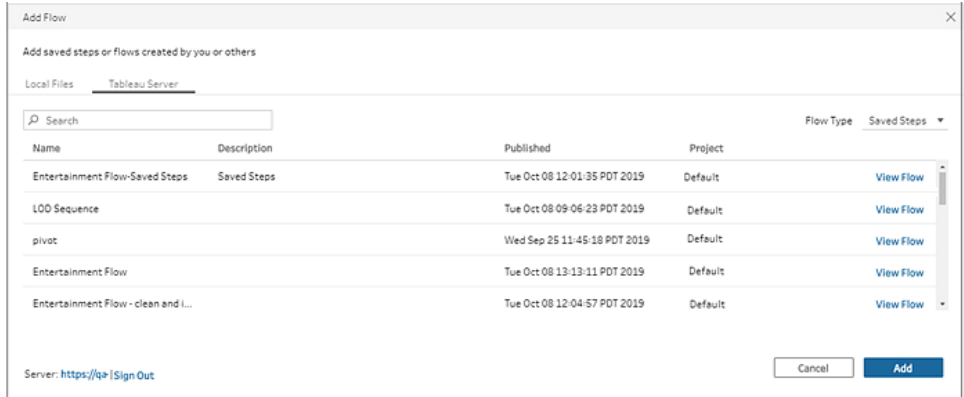 Add Flow
Add saved steps or flows created by you or others
Local Files Tableau Server
Search Flow Type Saved Steps
Name Description Published Project
Entertainment Flow-Saved Steps Saved Steps Tue Oct 08 12:01:35 PDT 2019 Default View Flow
LOD Sequence Tue Oct 08 09:06:23 PDT 2019 Default View Flow
pivot Wed Sep 25 11:45:18 PDT 2019 Default View Flow
Entertainment Flow Tue Oct 08 13:13:11 PDT 2019 Default View Flow
Entertainment Flow - clean and i... Tue Oct 08 12:04:57 PDT 2019 Default View Flow
Cancel Add
Server: https://qa- | Sign Out